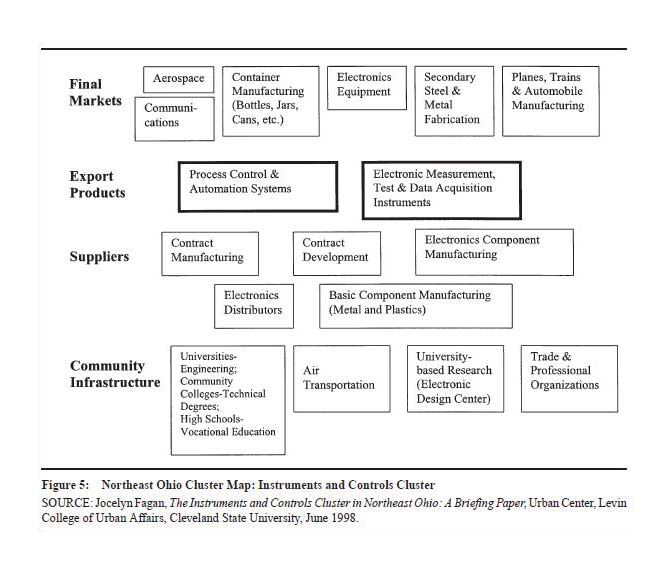 Final
Markets
Aerospace
Communi-
cations
Container
Manufacturing
(Bottles, Jars,
Cans, etc.)
Electronics
Equipment
Secondary
Steel &
Metal
Fabrication
Planes, Trains
& Automobile
Manufacturing
Export
Products
Process Control &
Automation Systems
Electronic Measurement,
Test & Data Acquisition
Instruments
Suppliers
Contract
Manufacturing
Contract
Development
Electronics Component
Manufacturing
Electronics
Distributors
Basic Component Manufacturing
(Metal and Plastics)
Community
Infrastructure
Universities-
Engineering;
Community
Colleges-Technical
Degrees;
High Schools-
Vocational Education
Air
Transportation
University-
based Research
(Electronic
Design Center)
Trade &
Professional
Organizations
Figure 5: Northeast Ohio Cluster Map: Instruments and Controls Cluster
SOURCE: Jocelyn Fagan, The Instruments and Controls Cluster in Northeast Ohio: A Briefing Paper, Urban Center, Levin
College of Urban Affairs, Cleveland State University, June 1998.